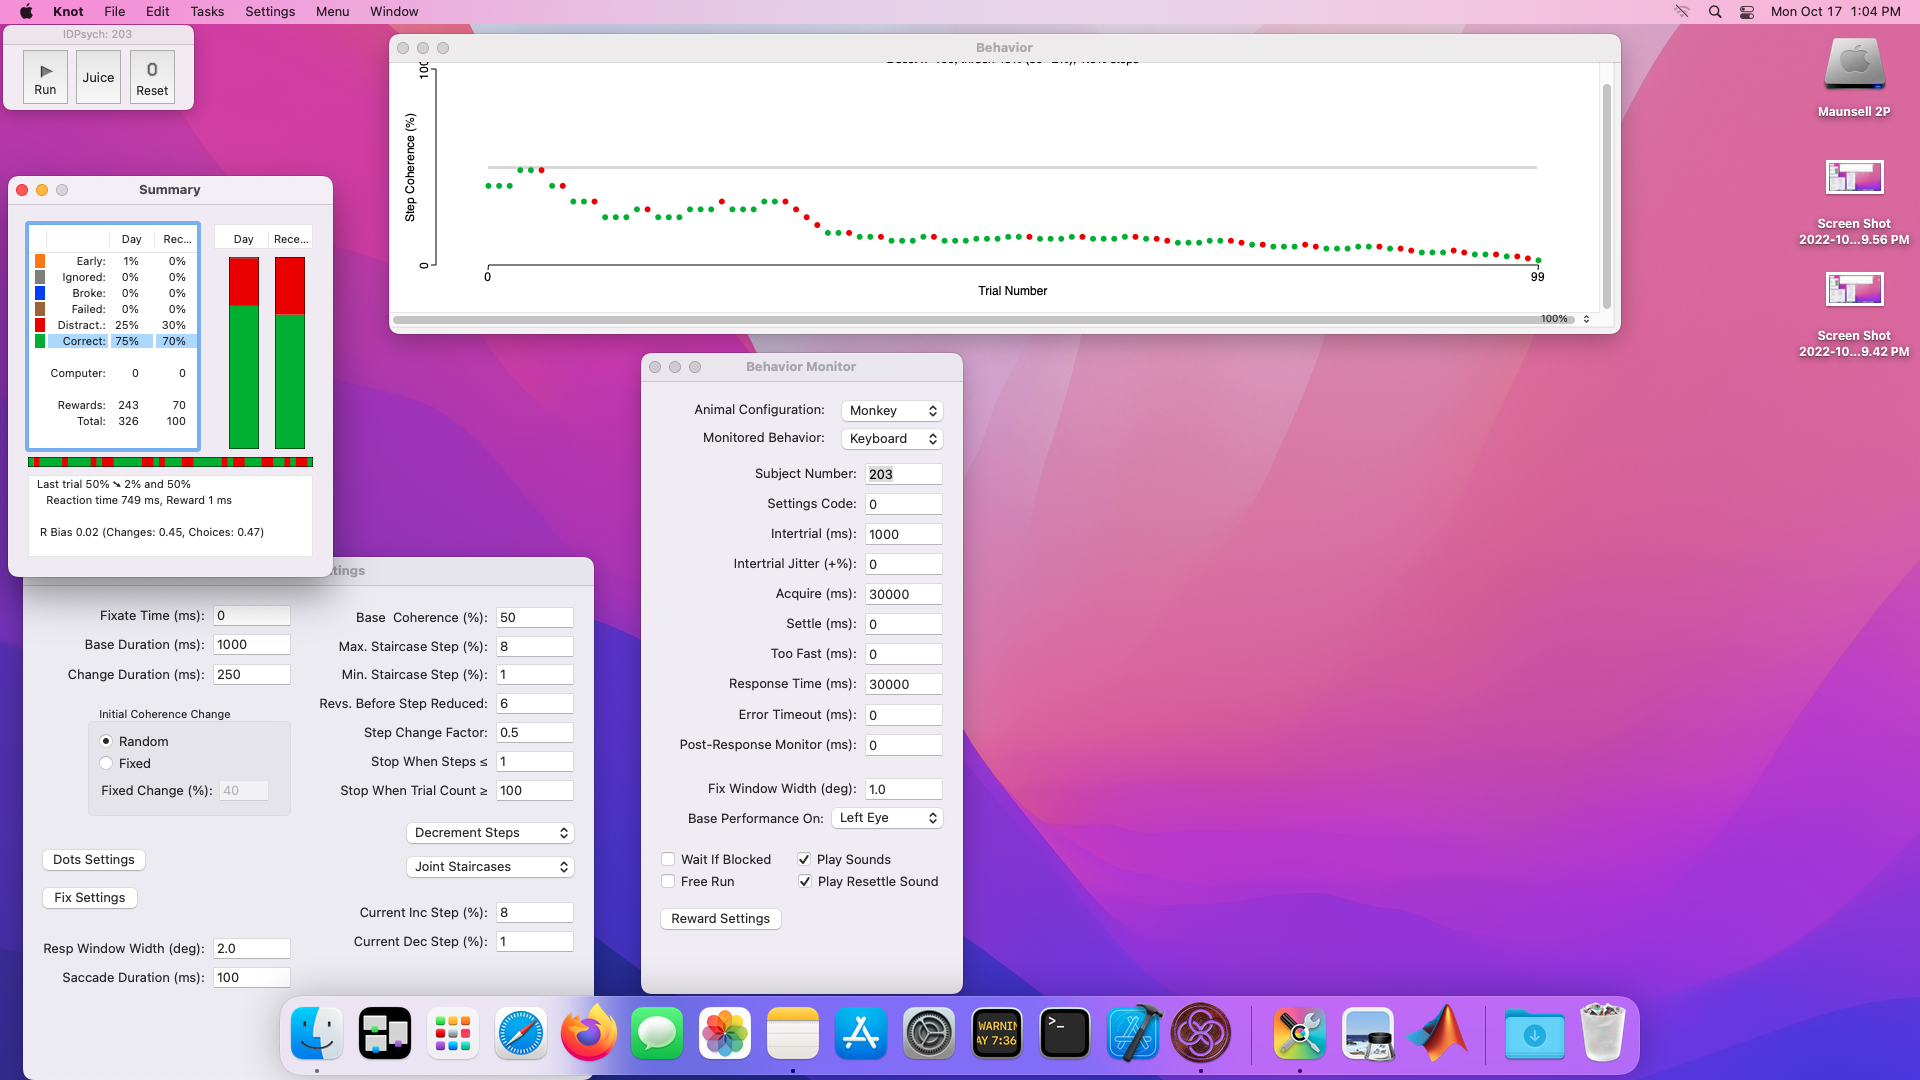 Knot File Edit Tasks Settings Menu Window
Mon Oct 17 1:04 PM
IDPsych: 203
Run
Juice
0
Reset
Behavior
Step Coherence (%)
100
0
0
99
Trial Number
100%
Maunsell 2P
Screen Shot
2022-10...9.56 PM
Screen Shot
2022-10...9.42 PM
Summary
Day Rec...
Early: 1% 0%
Ignored: 0% 0%
Broke: 0% 0%
Failed: 0% 0%
Distract.: 25% 30%
Correct: 75% 70%
Computer: 0 0
Rewards: 243 70
Total: 326 100
Day Rece...
Last trial 50% ➘ 2% and 50%
Reaction time 749 ms, Reward 1 ms
R Bias 0.02 (Changes: 0.45, Choices: 0.47)
tings
Fixate Time (ms): 0
Base Duration (ms): 1000
Change Duration (ms): 250
Initial Coherence Change
Random
Fixed
Fixed Change (%): 40
Dots Settings
Fix Settings
Resp Window Width (deg): 2.0
Saccade Duration (ms): 100
Base Coherence (%): 50
Max. Staircase Step (%): 8
Min. Staircase Step (%): 1
Revs. Before Step Reduced: 6
Step Change Factor: 0.5
Stop When Steps ≤ 1
Stop When Trial Count ≥ 100
Decrement Steps
Joint Staircases
Current Inc Step (%): 8
Current Dec Step (%): 1
Behavior Monitor
Animal Configuration: Monkey
Monitored Behavior: Keyboard
Subject Number: 203
Settings Code: 0
Intertrial (ms): 1000
Intertrial Jitter (+%): 0
Acquire (ms): 30000
Settle (ms): 0
Too Fast (ms): 0
Response Time (ms): 30000
Error Timeout (ms): 0
Post-Response Monitor (ms): 0
Fix Window Width (deg): 1.0
Base Performance On: Left Eye
Wait If Blocked
Play Sounds
Free Run
Play Resettle Sound
Reward Settings
WARNIN
AY 7:36
>_